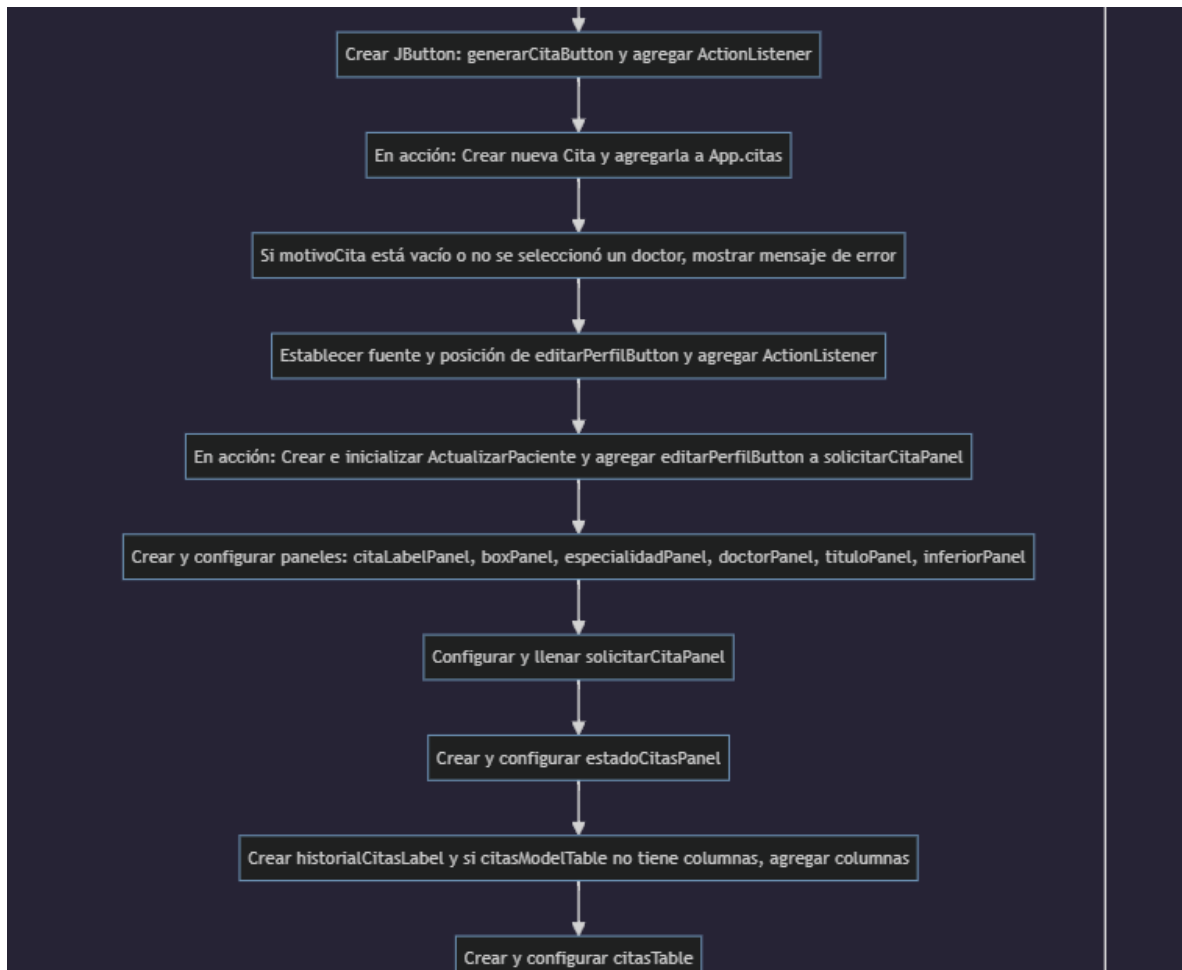 Crear JButton: generarCitaButton y agregar ActionListener
En acción: Crear nueva Cita y agregarla a App.citas
Si motivoCita está vacío o no se seleccionó un doctor, mostrar mensaje de error
Establecer fuente y posición de editarPerfilButton y agregar ActionListener
En acción: Crear e inicializar ActualizarPaciente y agregar editarPerfilButton a solicitarCitaPanel
Crear y configurar paneles: citaLabelPanel, boxPanel, especialidadPanel, doctorPanel, tituloPanel, inferiorPanel
Configurar y llenar solicitarCitaPanel
Crear y configurar estadoCitasPanel
Crear historialCitasLabel y si citasModelTable no tiene columnas, agregar columnas
Crear y configurar citasTable